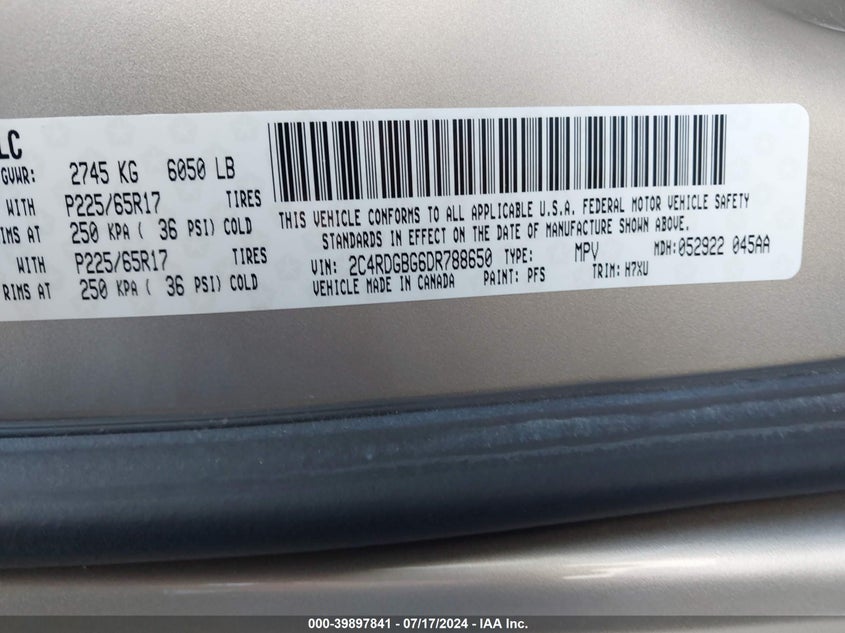 LC
GVWR: 2745 KG 6050 LB
WITH P225/65R17 TIRES
IMS AT 250 KPA ( 36 PSI) COLD
WITH P225/65R17 TIRES
RIMS AT 250 KPA ( 36 PSI) COLD
THIS VEHICLE CONFORMS TO ALL APPLICABLE U.S.A. FEDERAL MOTOR VEHICLE SAFETY
STANDARDS IN EFFECT ON THE DATE OF MANUFACTURE SHOWN ABOVE.
VIN: 2C4RDGBG6DR788650 TYPE: MPV MDH:052922 045AA
VEHICLE MADE IN CANADA PAINT: PFS TRIM: H7XU
000-39897841 / 07/17/2024 - IAA Inc.